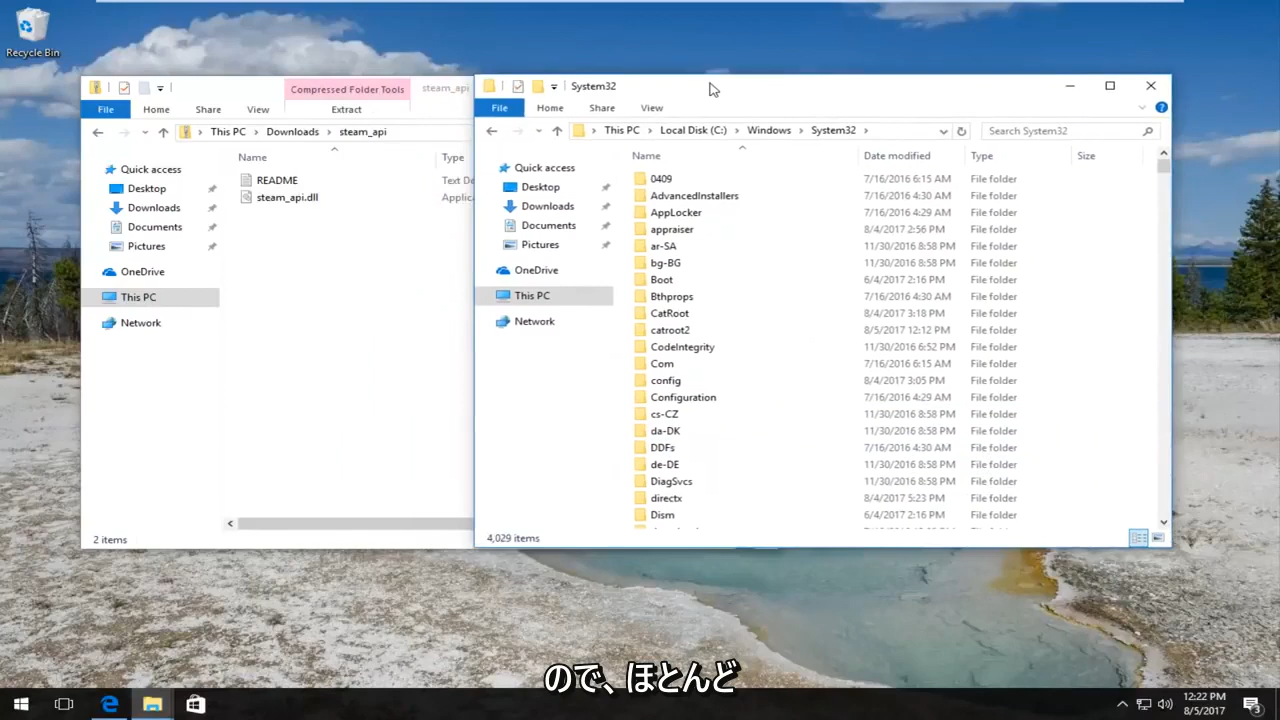 Recycle Bin
Compressed Folder Tools
steam_api
File Home Share View Extract
This PC Downloads steam_api
Name Type
Quick access
Desktop
Downloads
Documents
Pictures
OneDrive
This PC
Network
README Text De
steam_api.dll Applica
2 items
System32
File Home Share View
This PC Local Disk (C:) Windows System32
Search System32
Quick access
Desktop
Downloads
Documents
Pictures
OneDrive
This PC
Network
Name Date modified Type Size
0409 7/16/2016 6:15 AM File folder
AdvancedInstallers 7/16/2016 4:30 AM File folder
AppLocker 7/16/2016 4:29 AM File folder
appraiser 8/4/2017 2:56 PM File folder
ar-SA 11/30/2016 8:58 PM File folder
bg-BG 11/30/2016 8:58 PM File folder
Boot 6/4/2017 2:16 PM File folder
Bthprops 7/16/2016 4:30 AM File folder
CatRoot 8/4/2017 3:18 PM File folder
catroot2 8/5/2017 12:12 PM File folder
CodeIntegrity 11/30/2016 6:52 PM File folder
Com 7/16/2016 6:15 AM File folder
config 8/4/2017 3:05 PM File folder
Configuration 7/16/2016 4:29 AM File folder
cs-CZ 11/30/2016 8:58 PM File folder
da-DK 11/30/2016 8:58 PM File folder
DDFs 7/16/2016 4:30 AM File folder
de-DE 11/30/2016 8:58 PM File folder
DiagSvcs 11/30/2016 8:58 PM File folder
directx 8/4/2017 5:23 PM File folder
Dism 6/4/2017 2:16 PM File folder
4,029 items
ので、ほとんど
12:22 PM
8/5/2017
3